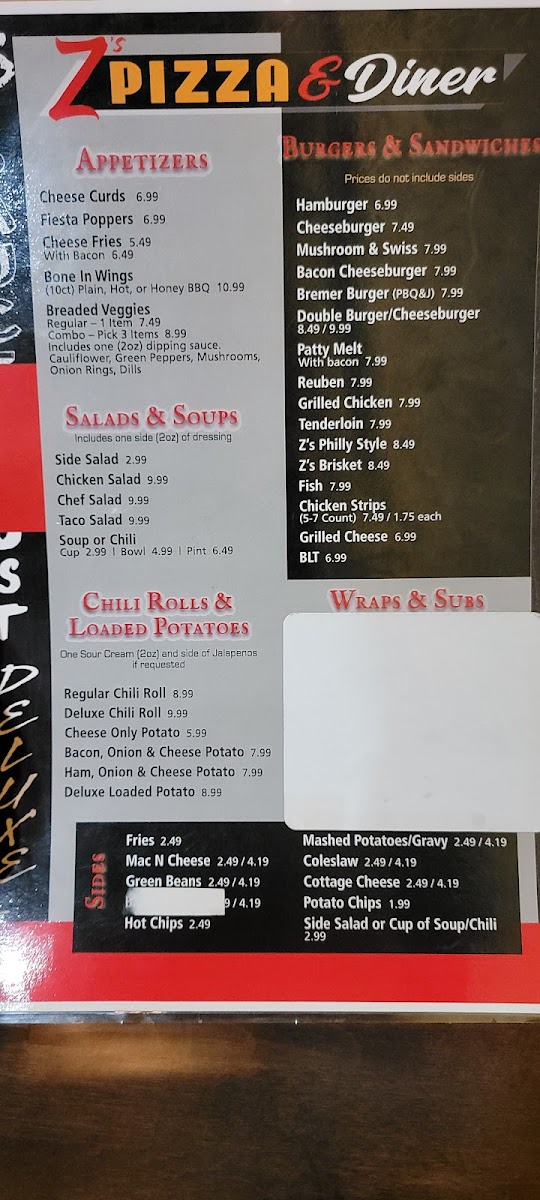 Z's PIZZA & Diner
APPETIZERS
Cheese Curds 6.99
Fiesta Poppers 6.99
Cheese Fries 5.49
With Bacon 6.49
Bone In Wings
(10ct) Plain, Hot, or Honey BBQ 10.99
Breaded Veggies
Regular – 1 Item 7.49
Combo – Pick 3 Items 8.99
Includes one (2oz) dipping sauce.
Cauliflower, Green Peppers, Mushrooms,
Onion Rings, Dills
SALADS & SOUPS
Includes one side (2oz) of dressing
Side Salad 2.99
Chicken Salad 9.99
Chef Salad 9.99
Taco Salad 9.99
Soup or Chili
Cup 2.99 | Bowl 4.99 | Pint 6.49
CHILI ROLLS &
LOADED POTATOES
One Sour Cream (2oz) and side of Jalapenos
if requested
Regular Chili Roll 8.99
Deluxe Chili Roll 9.99
Cheese Only Potato 5.99
Bacon, Onion & Cheese Potato 7.99
Ham, Onion & Cheese Potato 7.99
Deluxe Loaded Potato 8.99
BURGERS & SANDWICHES
Prices do not include sides
Hamburger 6.99
Cheeseburger 7.49
Mushroom & Swiss 7.99
Bacon Cheeseburger 7.99
Bremer Burger (PBQ&J) 7.99
Double Burger/Cheeseburger
8.49 / 9.99
Patty Melt
With bacon 7.99
Reuben 7.99
Grilled Chicken 7.99
Tenderloin 7.99
Z's Philly Style 8.49
Z's Brisket 8.49
Fish 7.99
Chicken Strips
(5-7 Count) 7.49 / 1.75 each
Grilled Cheese 6.99
BLT 6.99
WRAPS & SUBS
SIDES
Fries 2.49
Mac N Cheese 2.49 / 4.19
Green Beans 2.49 / 4.19
9 / 4.19
Hot Chips 2.49
Mashed Potatoes/Gravy 2.49 / 4.19
Coleslaw 2.49 / 4.19
Cottage Cheese 2.49 / 4.19
Potato Chips 1.99
Side Salad or Cup of Soup/Chili
2.99
DELUXE